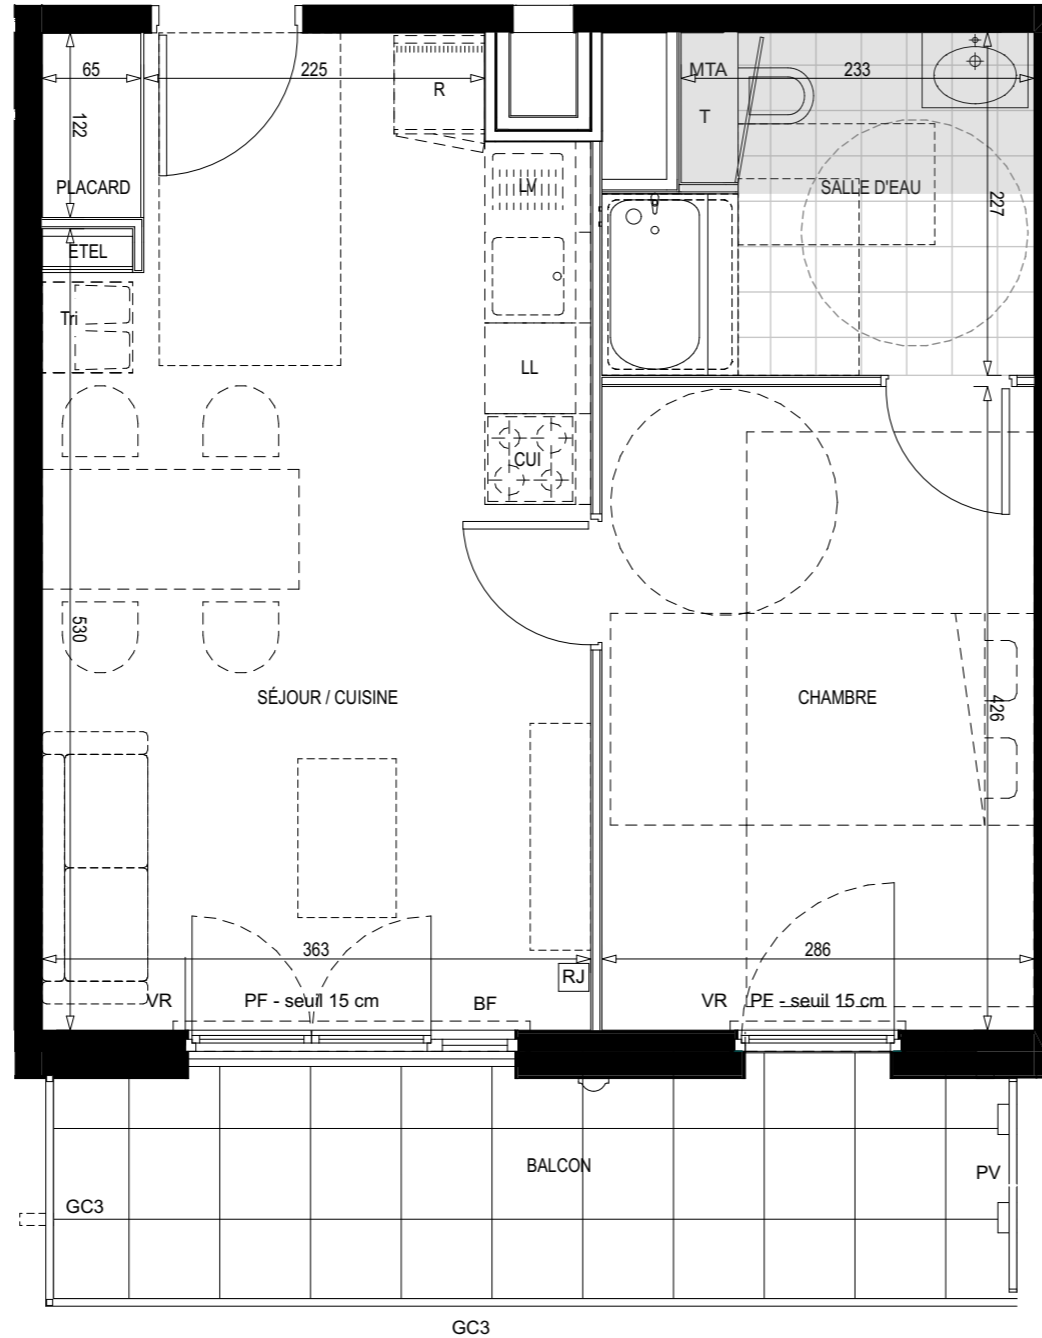 65
225
R
MTA
T
233
122
PLACARD
LV
SALLE D'EAU
227
ETEL
Tri
LL
CUI
530
SÉJOUR / CUISINE
CHAMBRE
426
363
286
RJ
VR
PF - seuil 15 cm
BF
VR
PF - seuil 15 cm
BALCON
PV
GC3
GC3